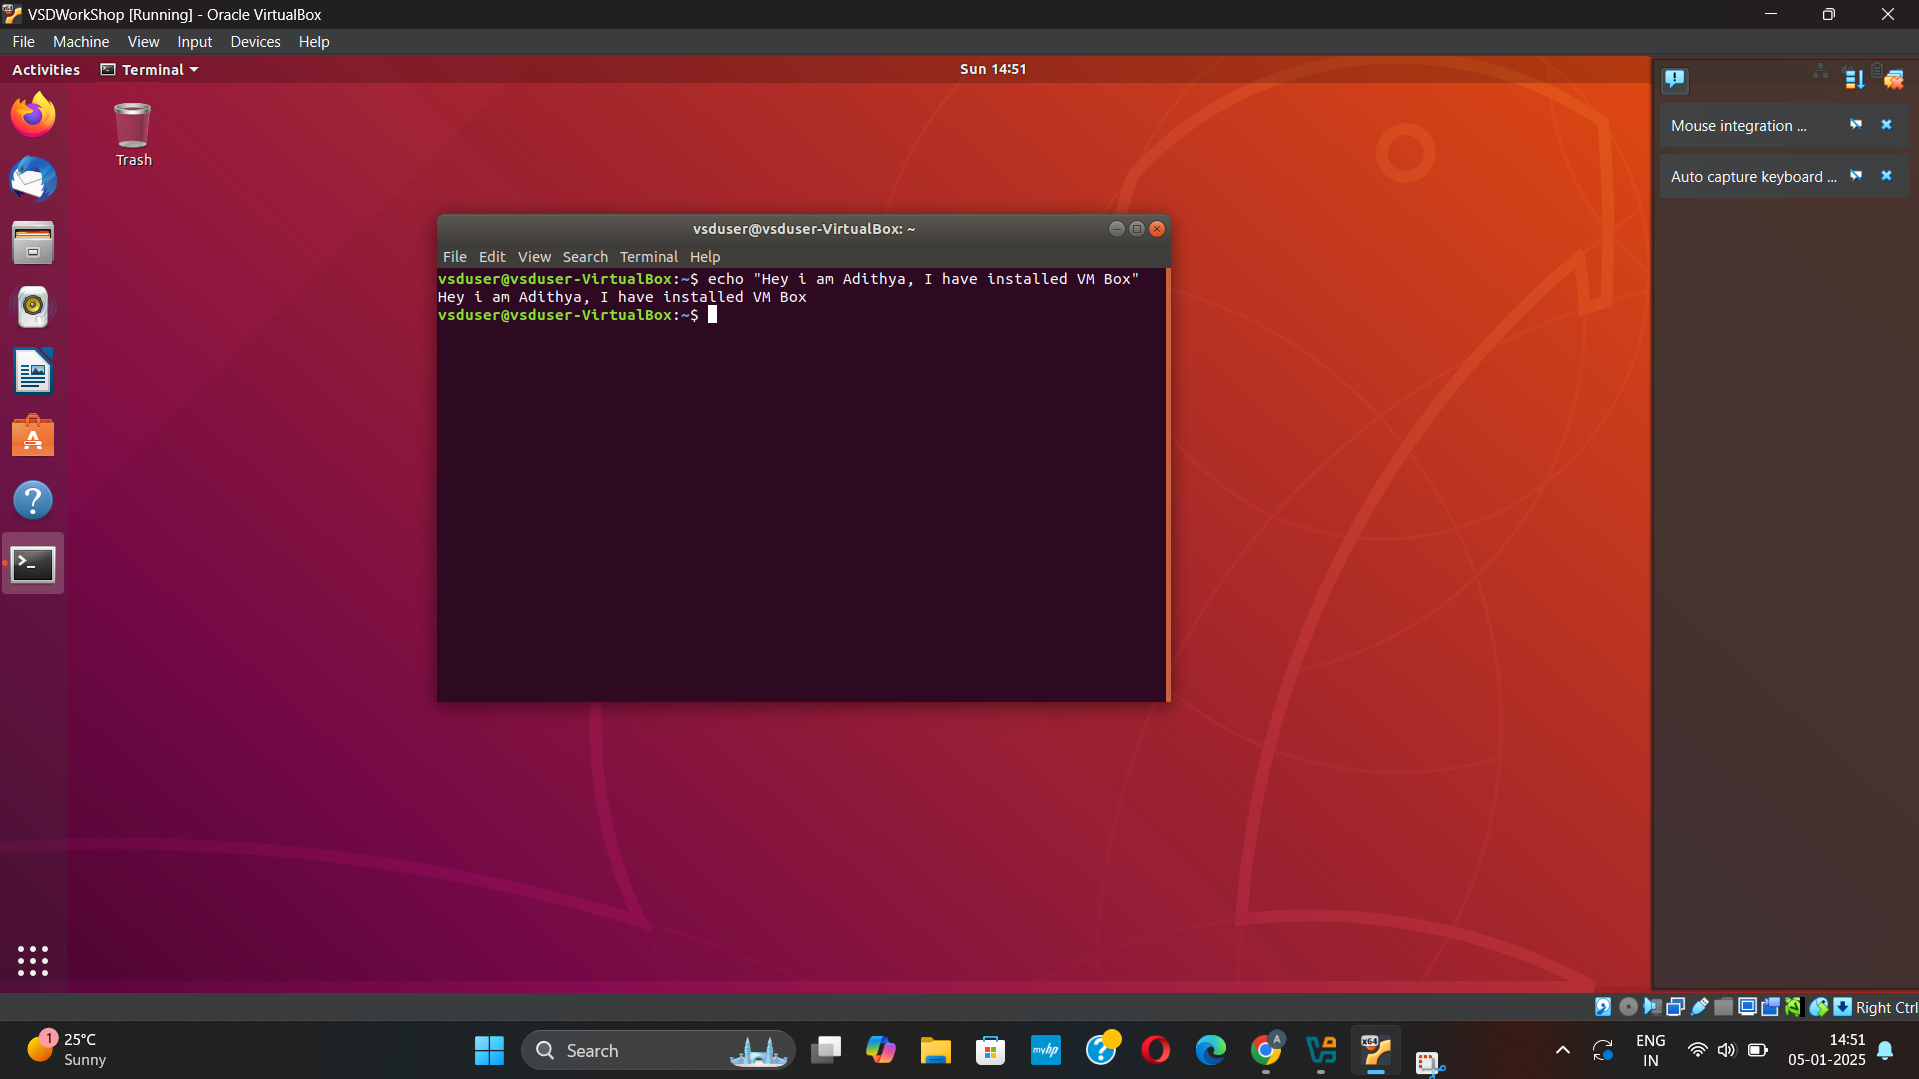 VSDWorkShop [Running] - Oracle VirtualBox
File Machine View Input Devices Help
Activities Terminal Sun 14:51
Trash
Mouse integration ...
Auto capture keyboard ...
vsduser@vsduser-VirtualBox: ~
File Edit View Search Terminal Help
vsduser@vsduser-VirtualBox:~$ echo "Hey i am Adithya, I have installed VM Box"
Hey i am Adithya, I have installed VM Box
vsduser@vsduser-VirtualBox:~$
Right Ctrl
1
25°C
Sunny
Search
myhp
A
x64
ENG
IN
14:51
05-01-2025